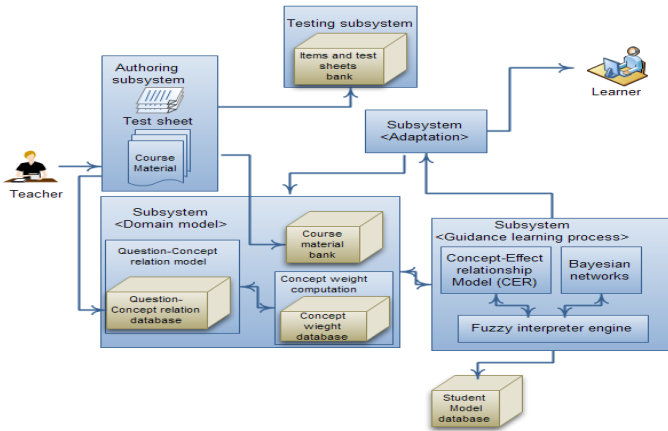 Testing subsystem
Items and test
sheets
bank
Authoring
subsystem
Test sheet
Course
Material
Teacher
Learner
Subsystem
<Adaptation>
Subsystem
<Domain model>
Question-Concept
relation model
Question-
Concept relation
database
Course
material
bank
Concept weight
computation
Concept
wieght
database
Subsystem
<Guidance learning process>
Concept-Effect
relationship
Model (CER)
Bayesian
networks
Fuzzy interpreter engine
Student
Model
database